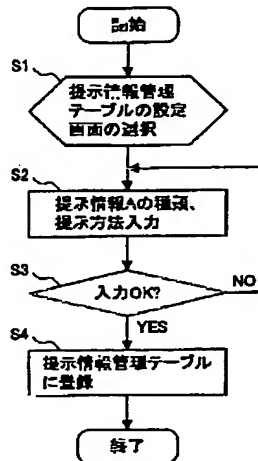 開始
S1
提示情報管理
テーブルの設定
画面の選択
S2
提示情報Aの種類、
提示方法入力
S3
入力OK?
NO
YES
S4
提示情報管理テーブル
に登録
終了